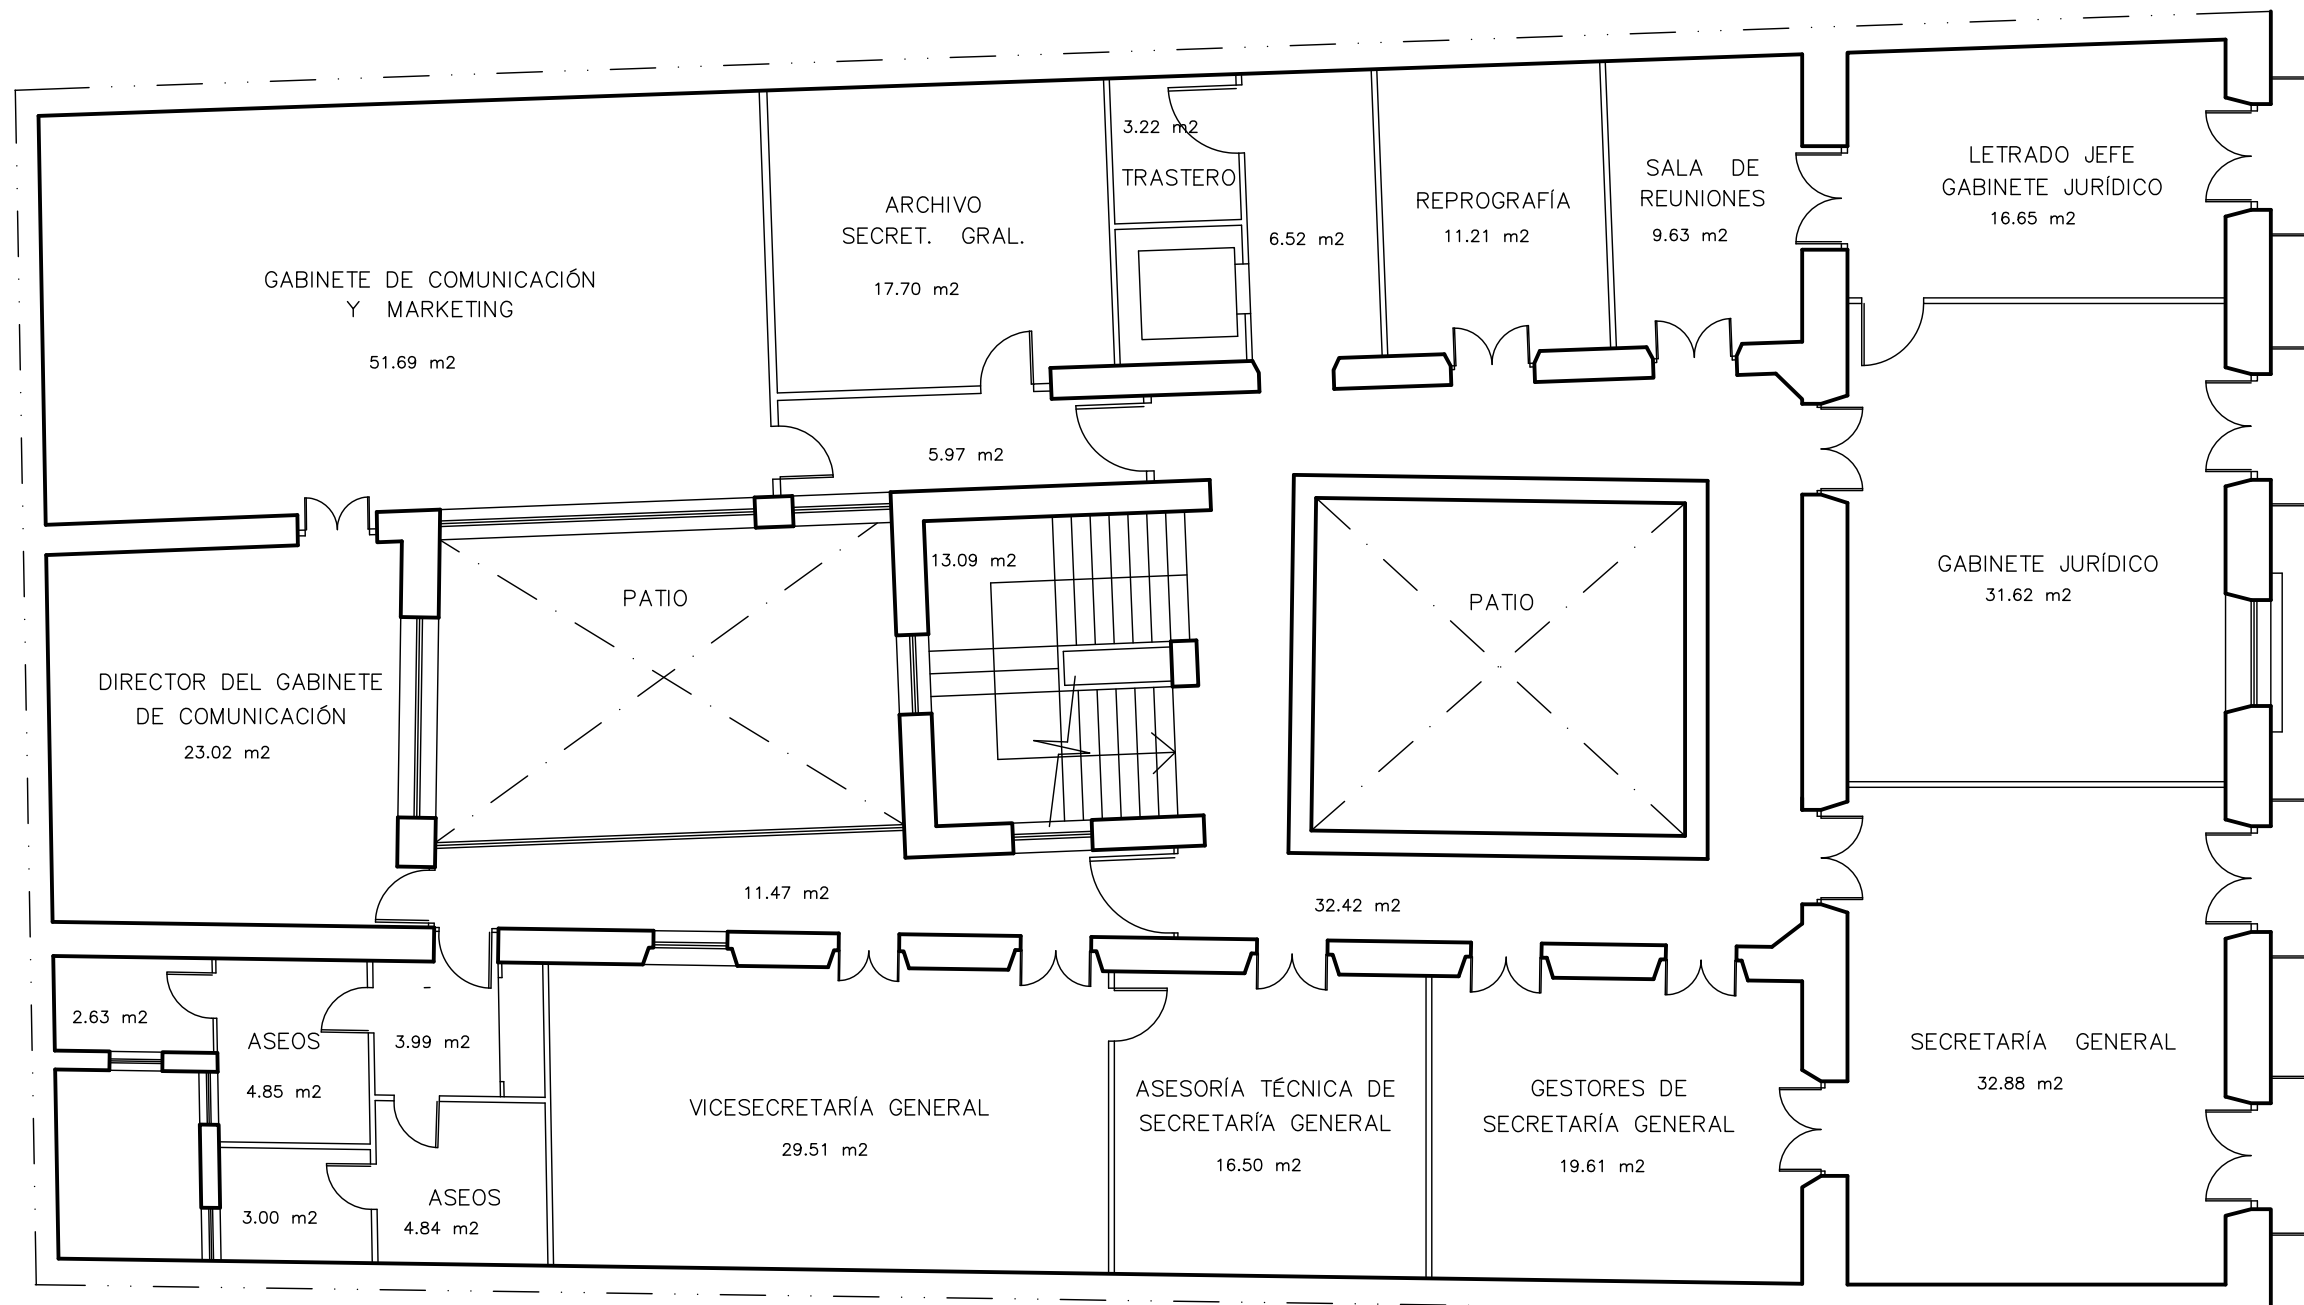 GABINETE DE COMUNICACIÓN
Y MARKETING
51.69 m2
ARCHIVO
SECRET. GRAL.
17.70 m2
3.22 m2
TRASTERO
6.52 m2
REPROGRAFÍA
11.21 m2
SALA DE
REUNIONES
9.63 m2
LETRADO JEFE
GABINETE JURÍDICO
16.65 m2
5.97 m2
13.09 m2
PATIO
PATIO
GABINETE JURÍDICO
31.62 m2
DIRECTOR DEL GABINETE
DE COMUNICACIÓN
23.02 m2
11.47 m2
32.42 m2
2.63 m2
ASEOS
4.85 m2
3.99 m2
3.00 m2
ASEOS
4.84 m2
VICESECRETARÍA GENERAL
29.51 m2
ASESORÍA TÉCNICA DE
SECRETARÍ'A GENERAL
16.50 m2
GESTORES DE
SECRETARÍA GENERAL
19.61 m2
SECRETARÍA GENERAL
32.88 m2